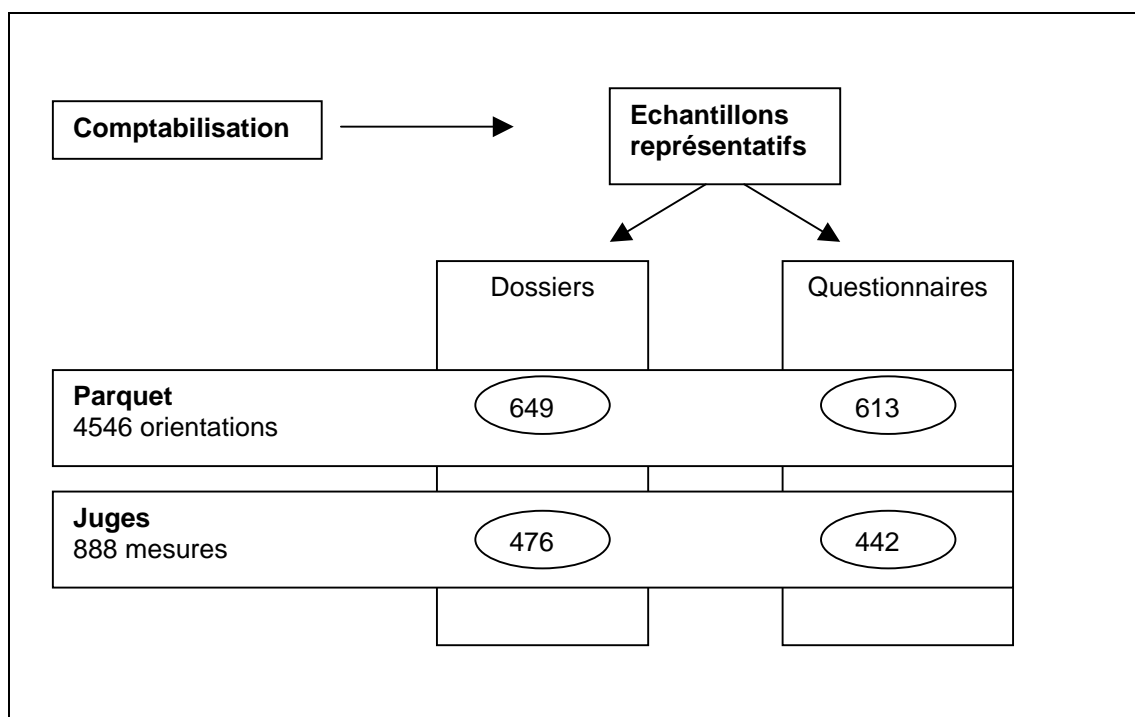 Comptabilisation
Echantillons
représentatifs
Dossiers
Questionnaires
Parquet
4546 orientations
649
613
Juges
888 mesures
476
442